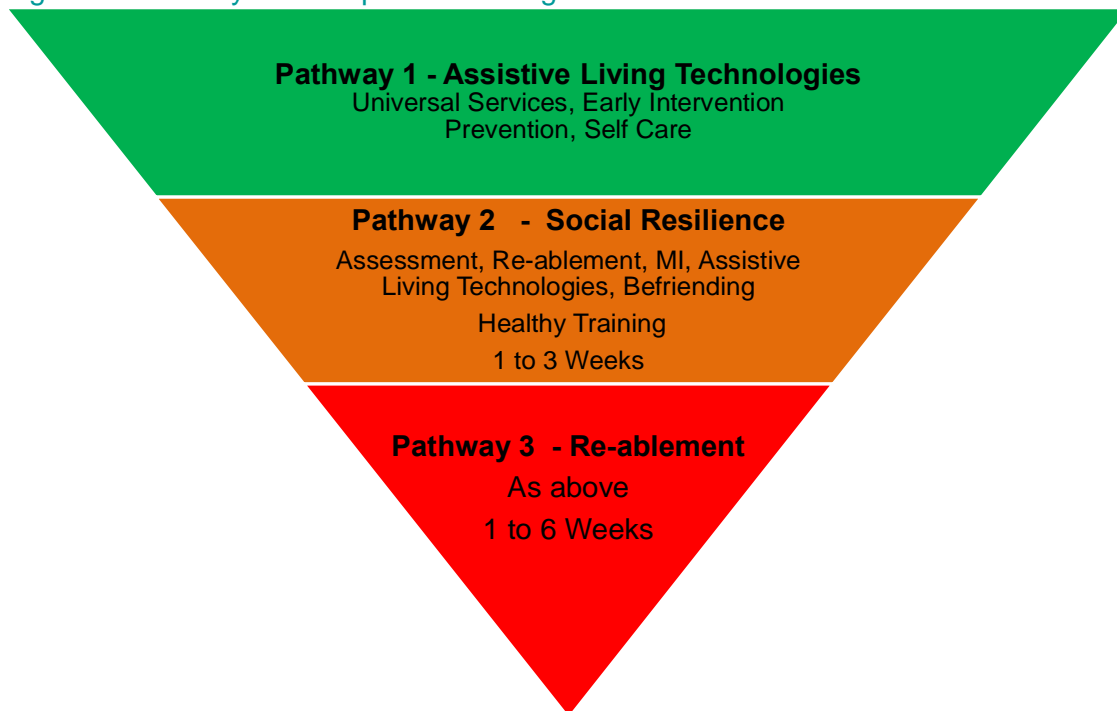 Pathway 1 - Assistive Living Technologies
Universal Services, Early Intervention
Prevention, Self Care
Pathway 2 - Social Resilience
Assessment, Re-ablement, MI, Assistive
Living Technologies, Befriending
Healthy Training
1 to 3 Weeks
Pathway 3 - Re-ablement
As above
1 to 6 Weeks